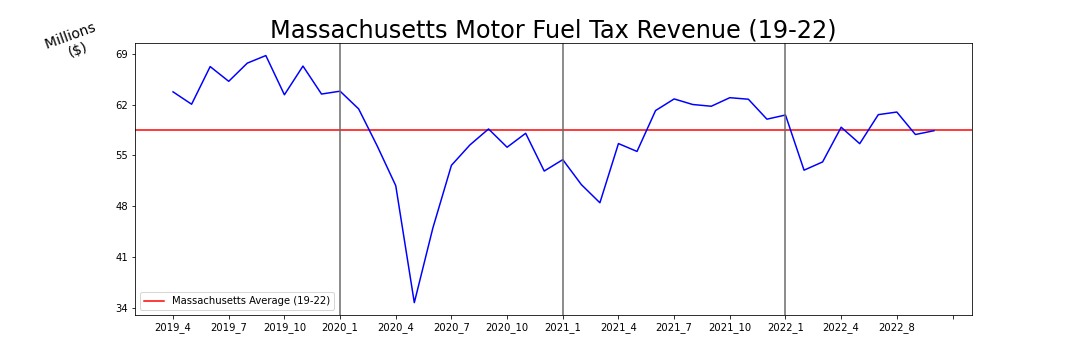 Massachusetts Motor Fuel Tax Revenue (19-22)
Millions
($)
69
62
55
48
41
34
Massachusetts Average (19-22)
2019_4 2019_7 2019_10 2020_1 2020_4 2020_7 2020_10 2021_1 2021_4 2021_7 2021_10 2022_1 2022_4 2022_8